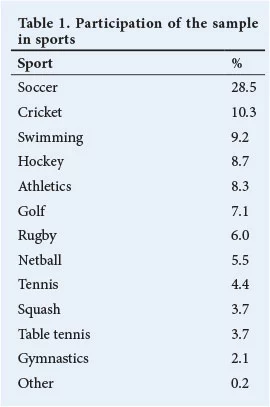 Table 1. Participation of the sample
in sports
Sport %
Soccer 28.5
Cricket 10.3
Swimming 9.2
Hockey 8.7
Athletics 8.3
Golf 7.1
Rugby 6.0
Netball 5.5
Tennis 4.4
Squash 3.7
Table tennis 3.7
Gymnastics 2.1
Other 0.2